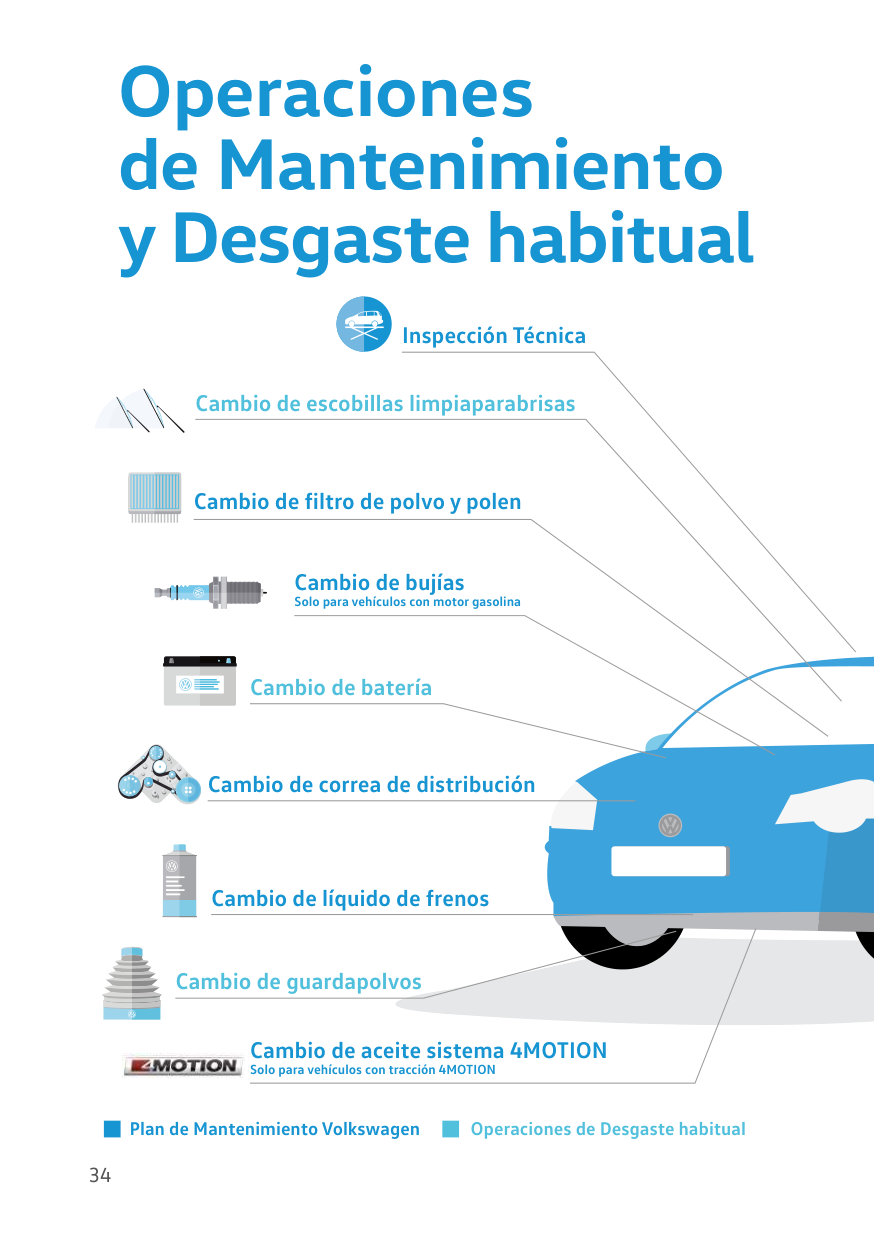 Operaciones
de Mantenimiento
y Desgaste habitual
Inspección Técnica
Cambio de escobillas limpiaparabrisas
Cambio de filtro de polvo y polen
Cambio de bujías
Solo para vehículos con motor gasolina
Cambio de batería
Cambio de correa de distribución
Cambio de líquido de frenos
Cambio de guardapolvos
4MOTION
Cambio de aceite sistema 4MOTION
Solo para vehículos con tracción 4MOTION
Plan de Mantenimiento Volkswagen
Operaciones de Desgaste habitual
34